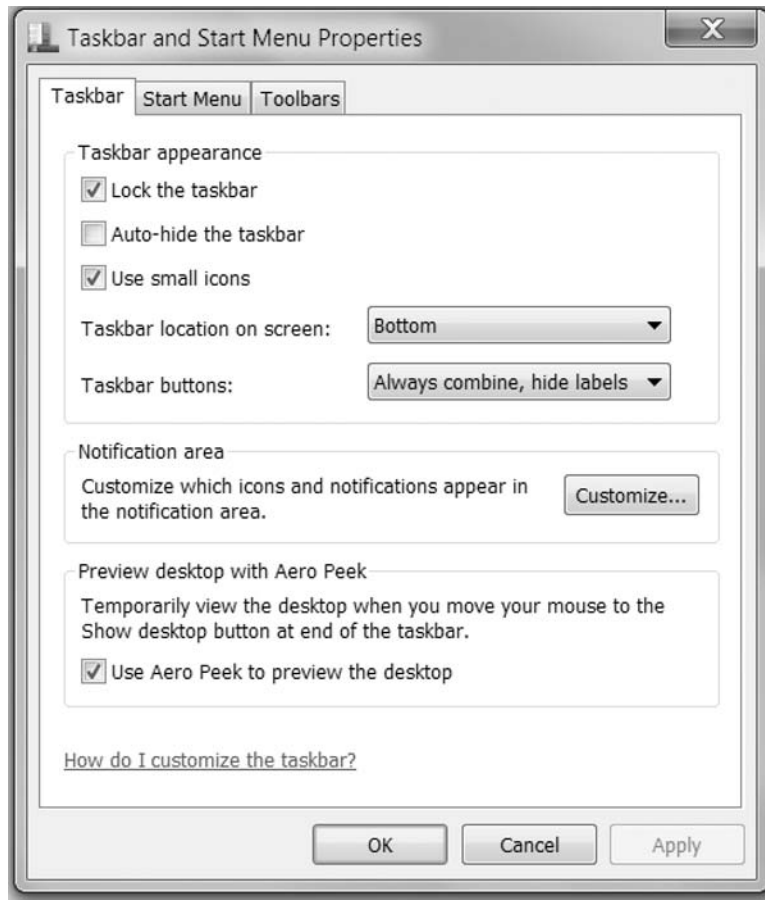 Taskbar and Start Menu Properties
Taskbar
Start Menu
Toolbars
Taskbar appearance
Lock the taskbar
Auto-hide the taskbar
Use small icons
Taskbar location on screen:
Bottom
Taskbar buttons:
Always combine, hide labels
Notification area
Customize which icons and notifications appear in
the notification area.
Customize...
Preview desktop with Aero Peek
Temporarily view the desktop when you move your mouse to the
Show desktop button at end of the taskbar.
Use Aero Peek to preview the desktop
How do I customize the taskbar?
OK
Cancel
Apply